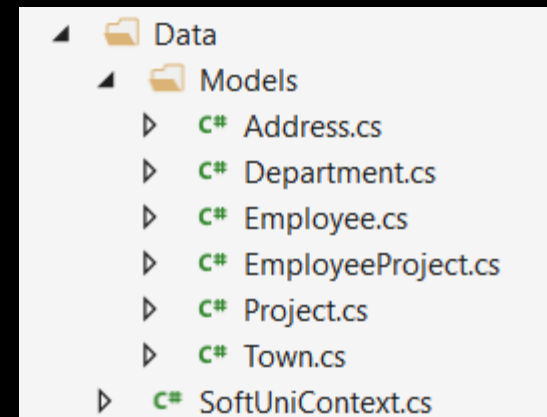 Data
Models
C# Address.cs
C# Department.cs
C# Employee.cs
C# EmployeeProject.cs
C# Project.cs
C# Town.cs
C# SoftUniContext.cs